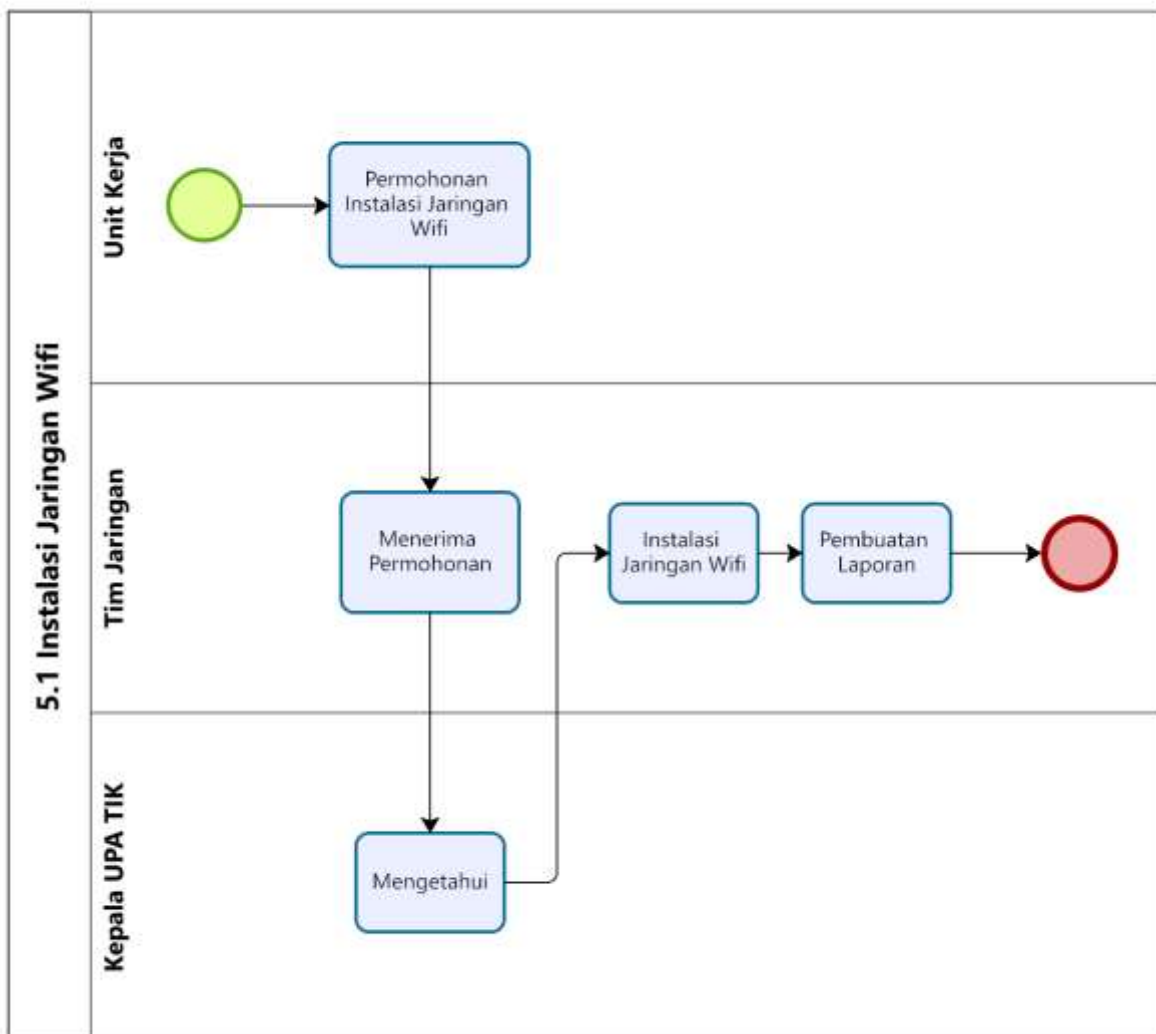 5.1 Instalasi Jaringan Wifi
Unit Kerja
Permohonan
Instalasi Jaringan
Wifi
Tim Jaringan
Menerima
Permohonan
Instalasi
Jaringan Wifi
Pembuatan
Laporan
Kepala UPA TIK
Mengetahui